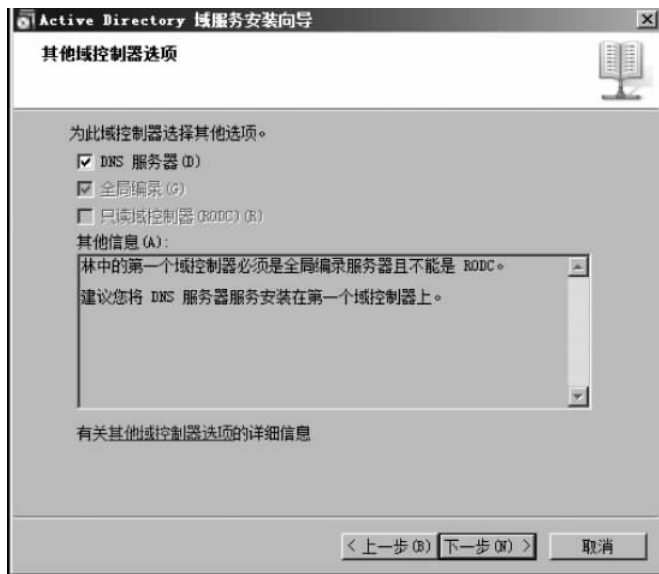 Active Directory 域服务安装向导
其他域控制器选项
为此域控制器选择其他选项。
DNS 服务器(D)
全局编录(G)
只读域控制器(RODC)(R)
其他信息(A):
林中的第一个域控制器必须是全局编录服务器且不能是 RODC。
建议您将 DNS 服务器服务安装在第一个域控制器上。
有关其他域控制器选项的详细信息
< 上一步(B) 下一步(N) > 取消